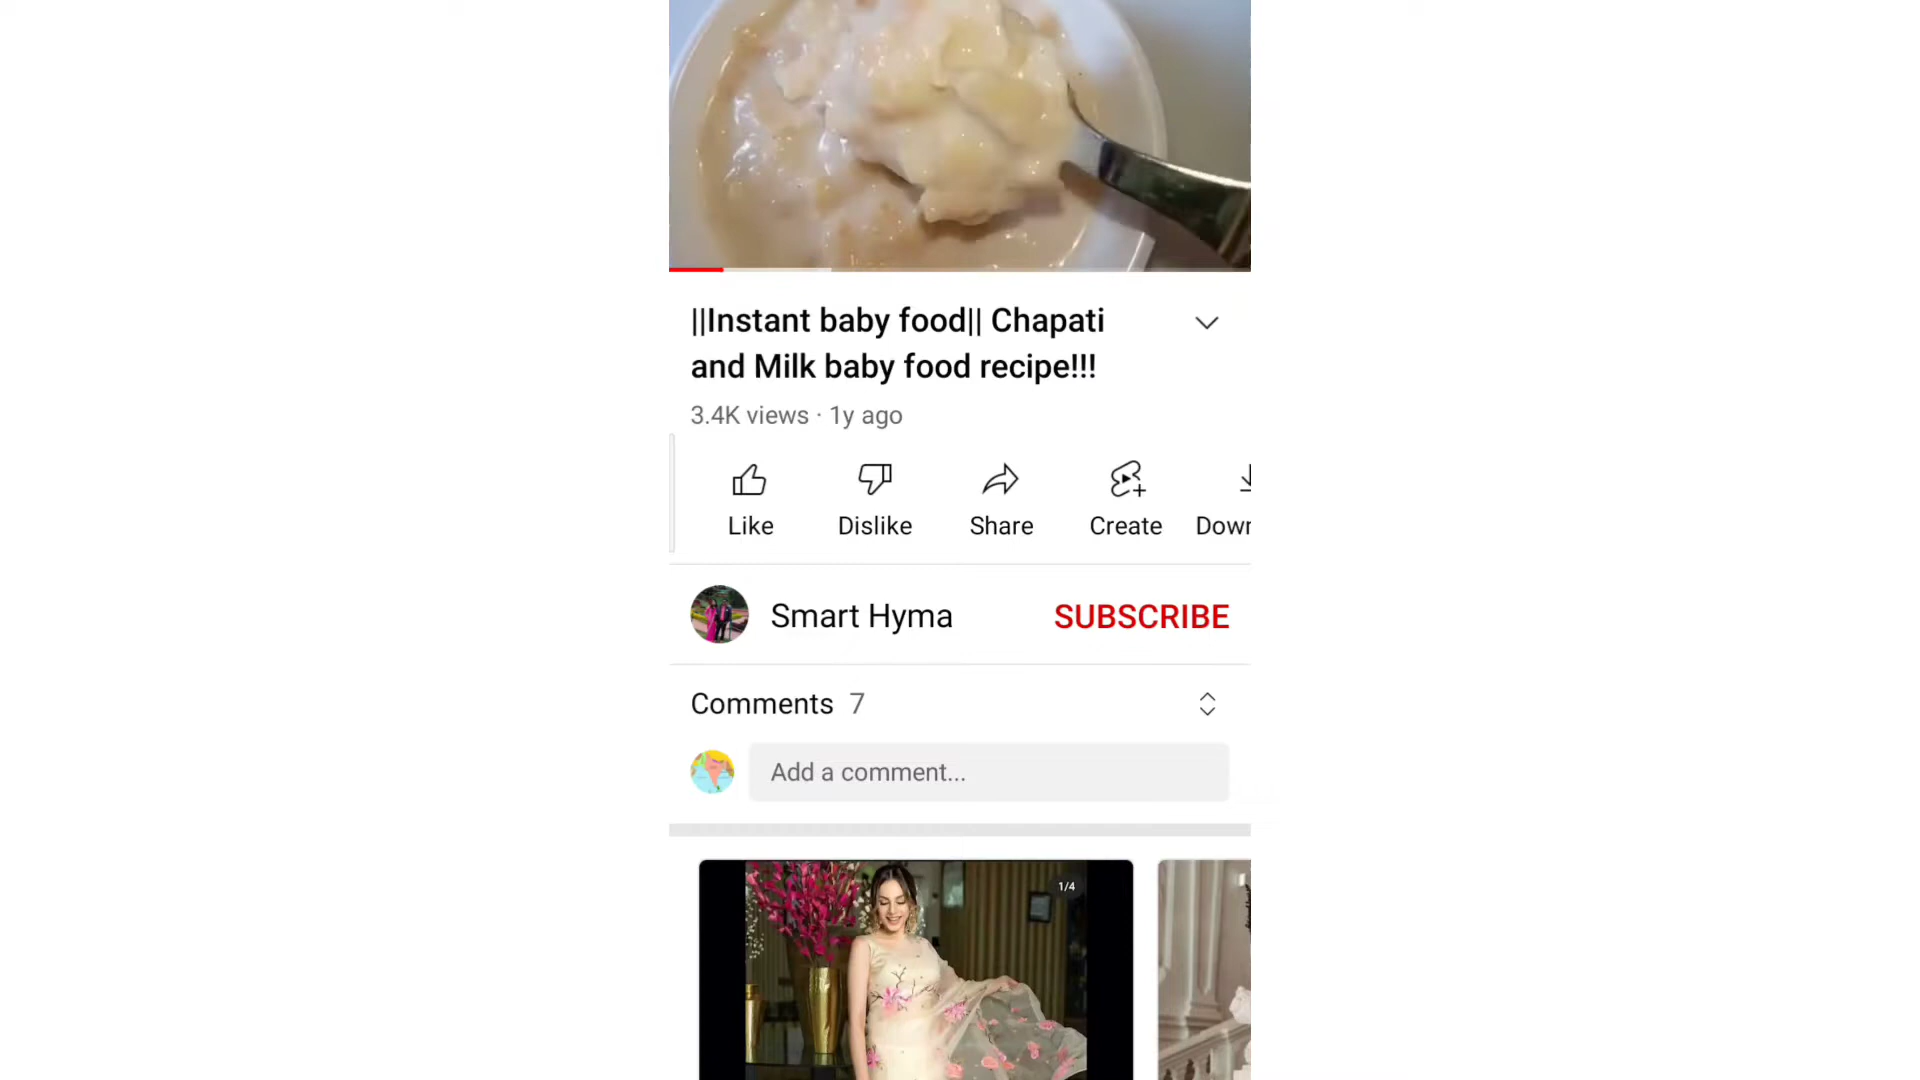 ||Instant baby food|| Chapati
and Milk baby food recipe!!!
3.4K views · 1y ago
Like Dislike Share Create Down
Smart Hyma SUBSCRIBE
Comments 7
Add a comment...
1/4